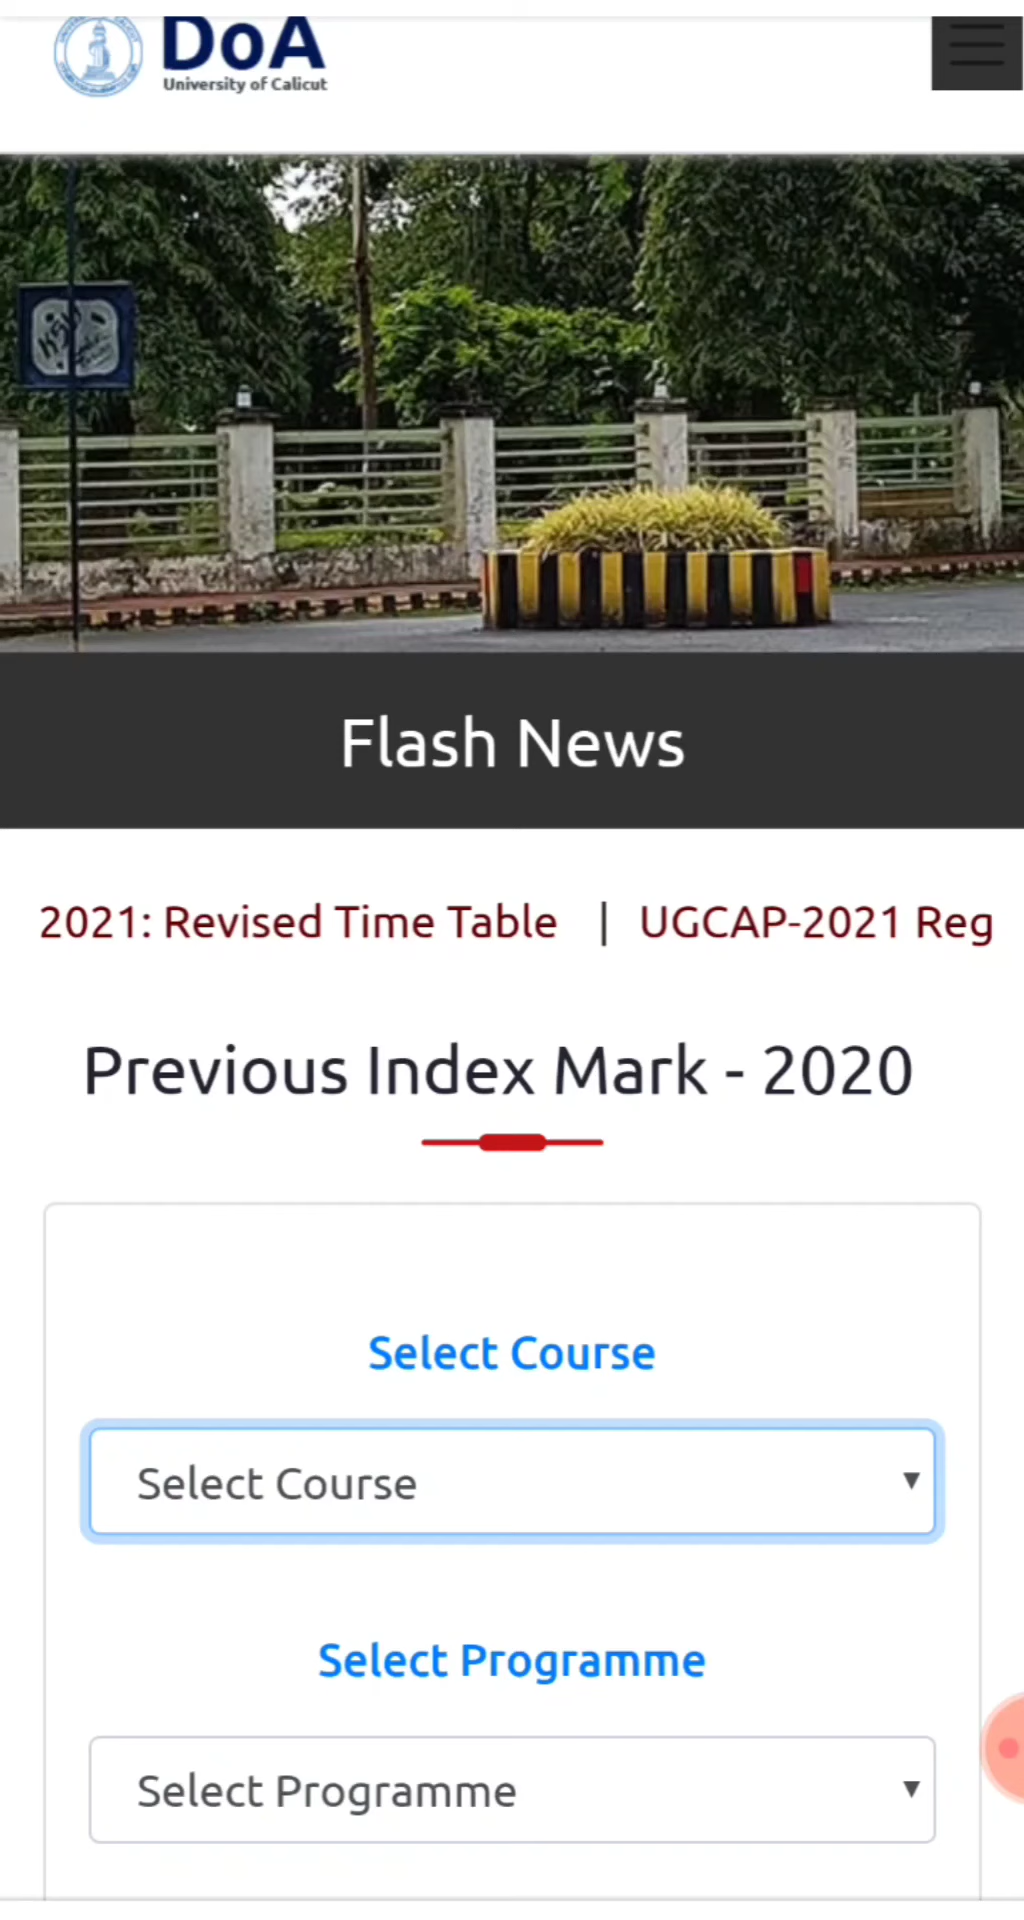 DoA
University of Calicut
Flash News
2021: Revised Time Table | UGCAP-2021 Reg
Previous Index Mark - 2020
Select Course
Select Course
Select Programme
Select Programme